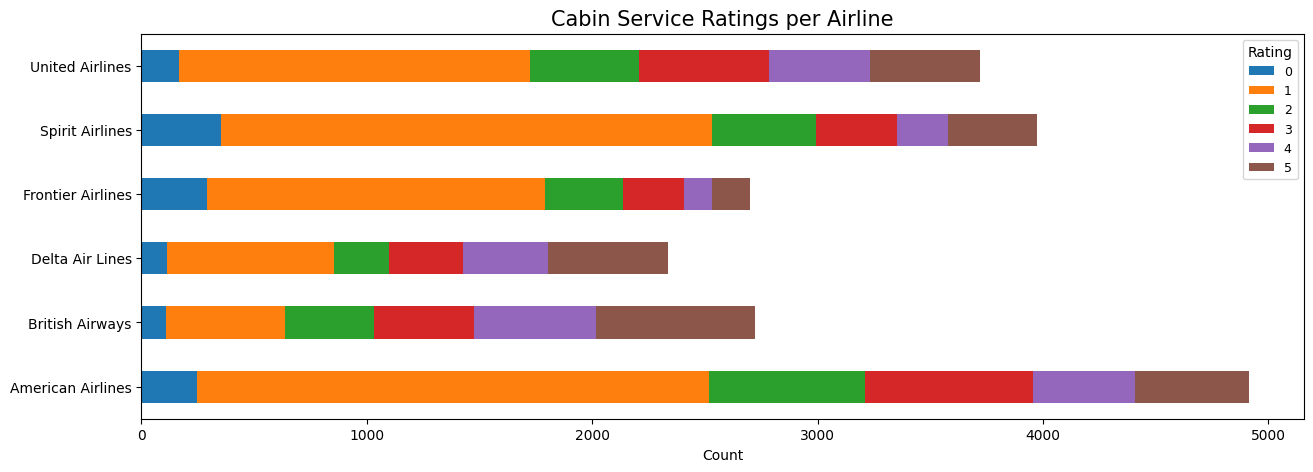 Cabin Service Ratings per Airline
United Airlines
Spirit Airlines
Frontier Airlines
Delta Air Lines
British Airways
American Airlines
0 1000 2000 3000 4000 5000
Count
Rating
0
1
2
3
4
5